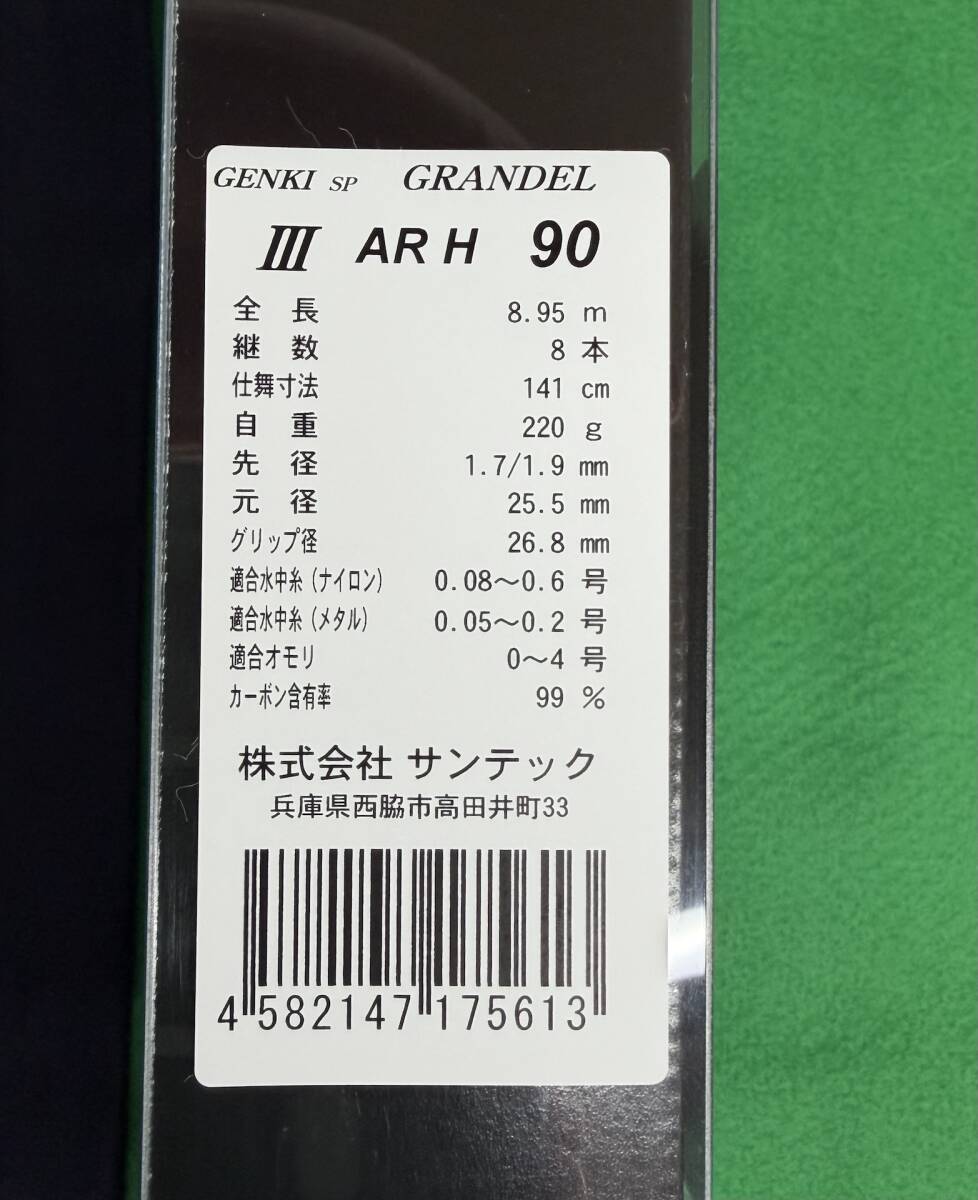 GENKI SP GRANDEL
III AR H 90
全長 8.95 m
継数 8 本
仕舞寸法 141 cm
自重 220 g
先径 1.7/1.9 mm
元径 25.5 mm
グリップ径 26.8 mm
適合水中糸(ナイロン) 0.08～0.6 号
適合水中糸(メタル) 0.05～0.2 号
適合オモリ 0～4 号
カーボン含有率 99 %
株式会社 サンテック
兵庫県西脇市高田井町33
4 582147 175613